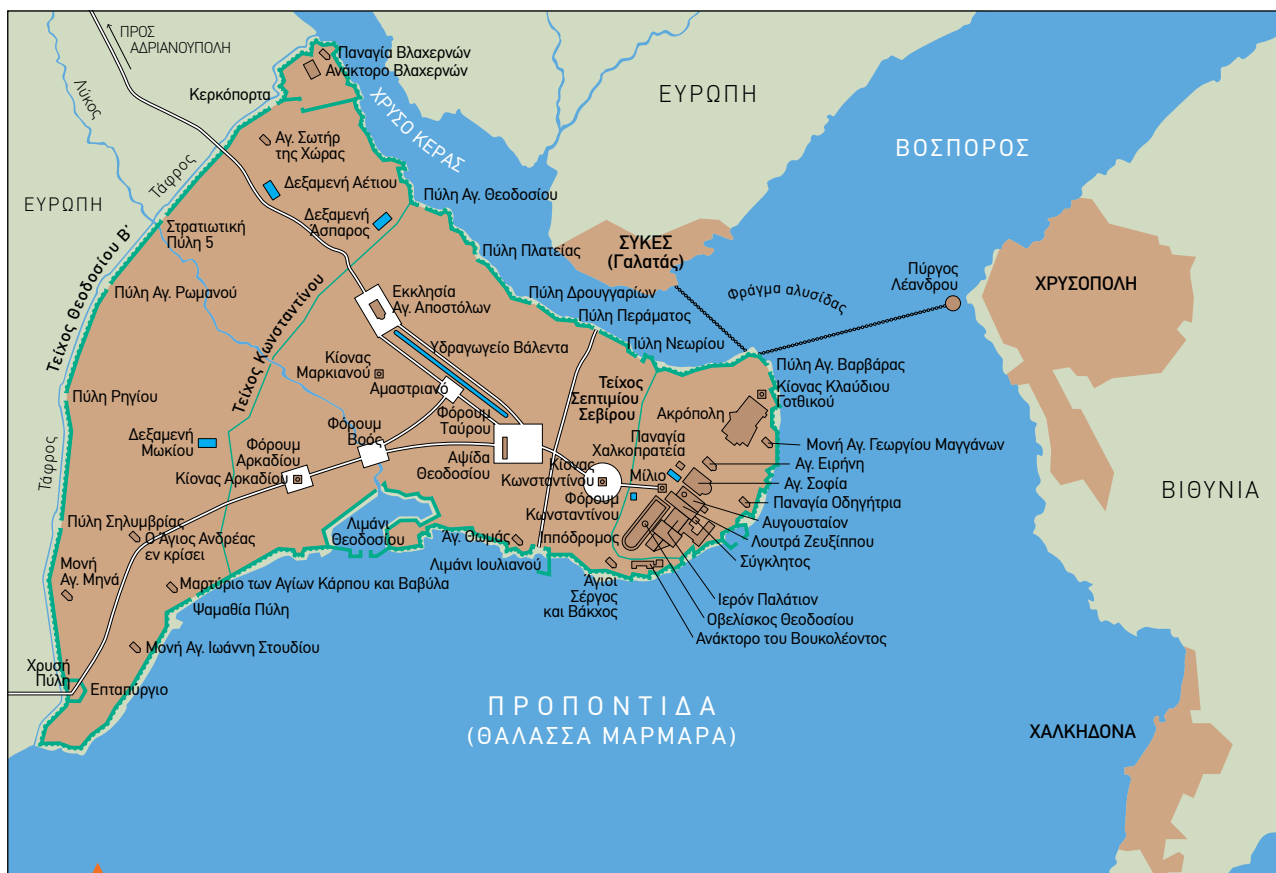 ΠΡΟΣ
ΑΔΡΙΑΝΟΥΠΟΛΗ
Λύκος
Παναγία Βλαχερνών
Ανάκτορο Βλαχερνών
Κερκόπορτα
ΧΡΥΣΟ ΚΕΡΑΣ
ΕΥΡΩΠΗ
ΒΟΣΠΟΡΟΣ
Αγ. Σωτήρ
της Χώρας
Τάφρος
Δεξαμενή Αέτιου
ΕΥΡΩΠΗ
Πύλη Αγ. Θεοδοσίου
Δεξαμενή
Άσπαρος
Στρατιωτική
Πύλη 5
Τείχος Θεοδοσίου Β'
Πύλη Πλατείας
ΣΥΚΕΣ
(Γαλατάς)
Πύργος
Λέανδρου
ΧΡΥΣΟΠΟΛΗ
Πύλη Αγ. Ρωμανού
Τείχος Κωνσταντίνου
Εκκλησία
Αγ. Αποστόλων
Πύλη Δρουγγαρίων
Φράγμα αλυσίδας
Πύλη Περάματος
Πύλη Νεωρίου
Υδραγωγείο Βάλεντα
Κίονας
Μαρκιανού
Αμαστριανό
Πύλη Αγ. Βαρβάρας
Τείχος
Σεπτιμίου
Σεβίρου
Κίονας Κλαύδιου
Γοτθικού
Πύλη Ρηγίου
Ακρόπολη
Φόρουμ
Ταύρου
Φόρουμ
Βοός
Δεξαμενή
Μωκίου
Φόρουμ
Αρκαδίου
Παναγία
Χαλκοπρατεία
Μονή Αγ. Γεωργίου Μαγγάνων
Τάφρος
Αψίδα
Θεοδοσίου
Κίονας
Κωνσταντίνου
Μίλιο
Αγ. Ειρήνη
Κίονας Αρκαδίου
Αγ. Σοφία
ΒΙΘΥΝΙΑ
Φόρουμ
Κωνσταντίνου
Παναγία Οδηγήτρια
Πύλη Σηλυμβρίας
Ο Άγιος Ανδρέας
εν κρίσει
Λιμάνι
Θεοδοσίου
Άγ. Θωμάς
Ιππόδρομος
Αυγουσταίον
Λουτρά Ζευξίππου
Σύγκλητος
Μονή
Αγ. Μηνά
Λιμάνι Ιουλιανού
Μαρτύριο των Αγίων Κάρπου και Βαβύλα
Άγιοι
Σέργος
και Βάκχος
Ψαμαθία Πύλη
Ιερόν Παλάτιον
Οβελίσκος Θεοδοσίου
Ανάκτορο του Βουκολέοντος
Μονή Αγ. Ιωάννη Στουδίου
Χρυσή
Πύλη
Επταπύργιο
ΠΡΟΠΟΝΤΙΔΑ
(ΘΑΛΑΣΣΑ ΜΑΡΜΑΡΑ)
ΧΑΛΚΗΔΟΝΑ